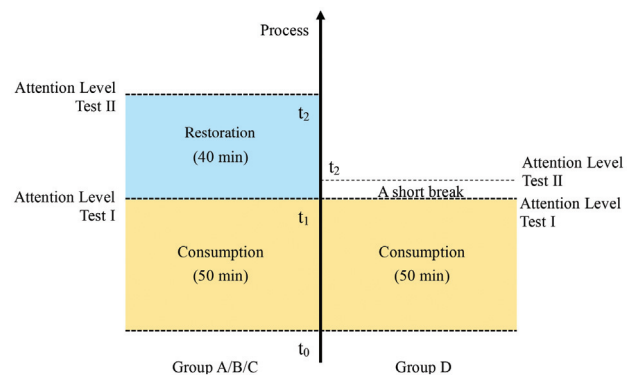 Process
Attention Level
Test II
t2
Restoration
(40 min)
t2
Attention Level
Test II
A short break
Attention Level
Test I
Attention Level
Test I
t1
Consumption
(50 min)
Consumption
(50 min)
t0
Group A/B/C
Group D